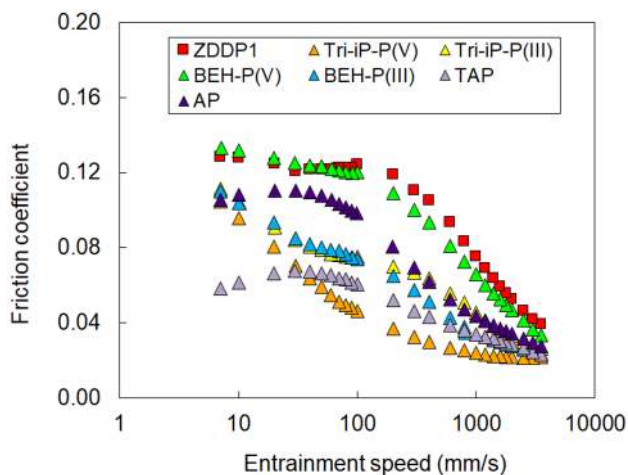 0.20
ZDDP1 Tri-iP-P(V) Tri-iP-P(III)
BEH-P(V) BEH-P(III) TAP
AP
0.16
0.12
0.08
0.04
0.00
Friction coefficient
1 10 100 1000 10000
Entrainment speed (mm/s)